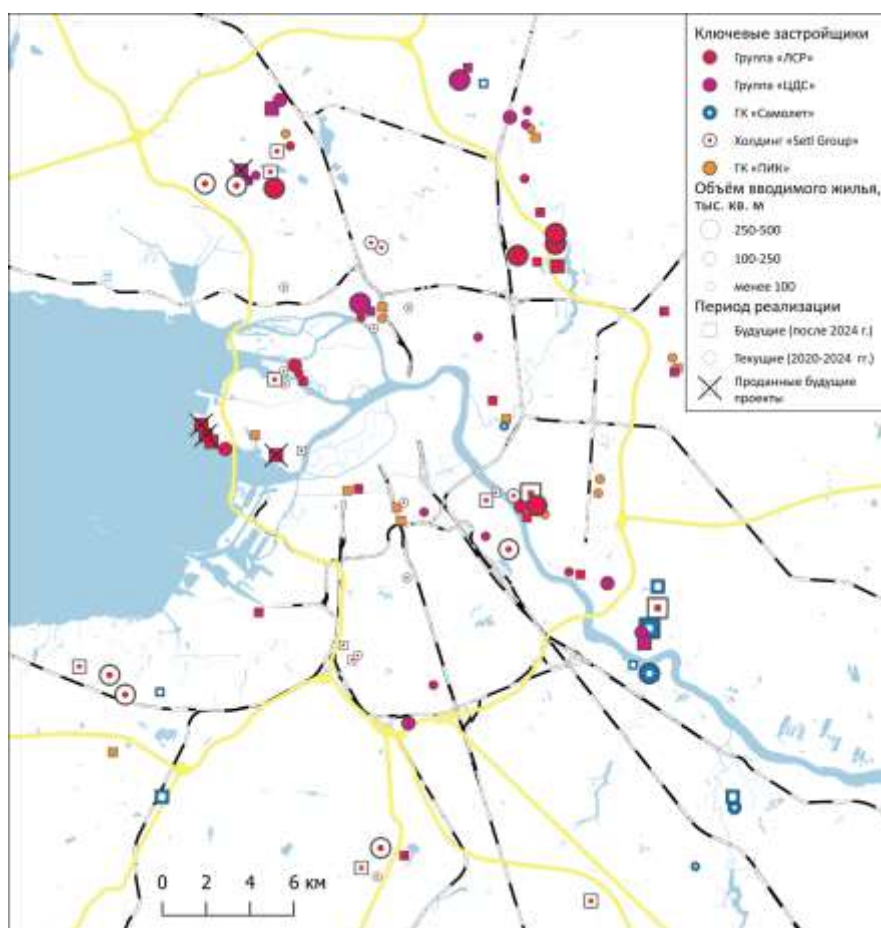 Ключевые застройщики
Группа «ЛСР»
Группа «ЦДС»
ГК «Самолет»
Холдинг «Setl Group»
ГК «ПИК»
Объём вводимого жилья,
тыс. кв. м
250-500
100-250
менее 100
Период реализации
Будущие (после 2024 г.)
Текущие (2020-2024 гг.)
Проданные будущие
проекты
0 2 4 6 км